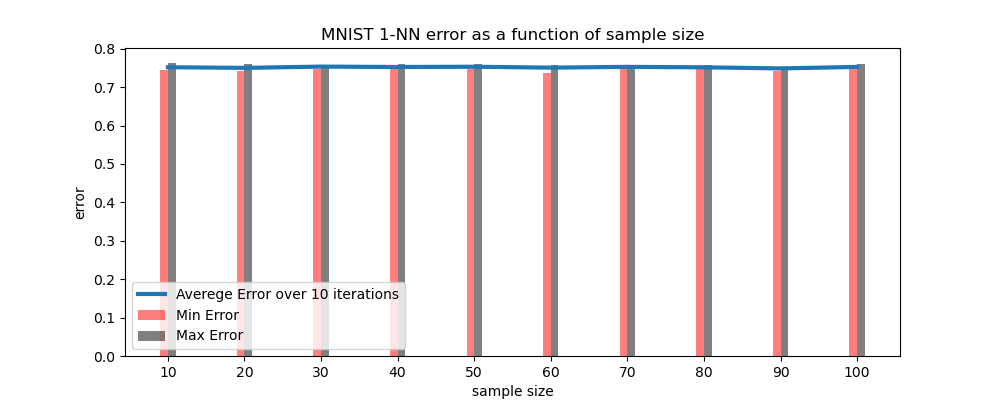 MNIST 1-NN error as a function of sample size
0.8
0.7
0.6
0.5
0.4
0.3
0.2
0.1
0.0
error
Averege Error over 10 iterations
Min Error
Max Error
10 20 30 40 50 60 70 80 90 100
sample size